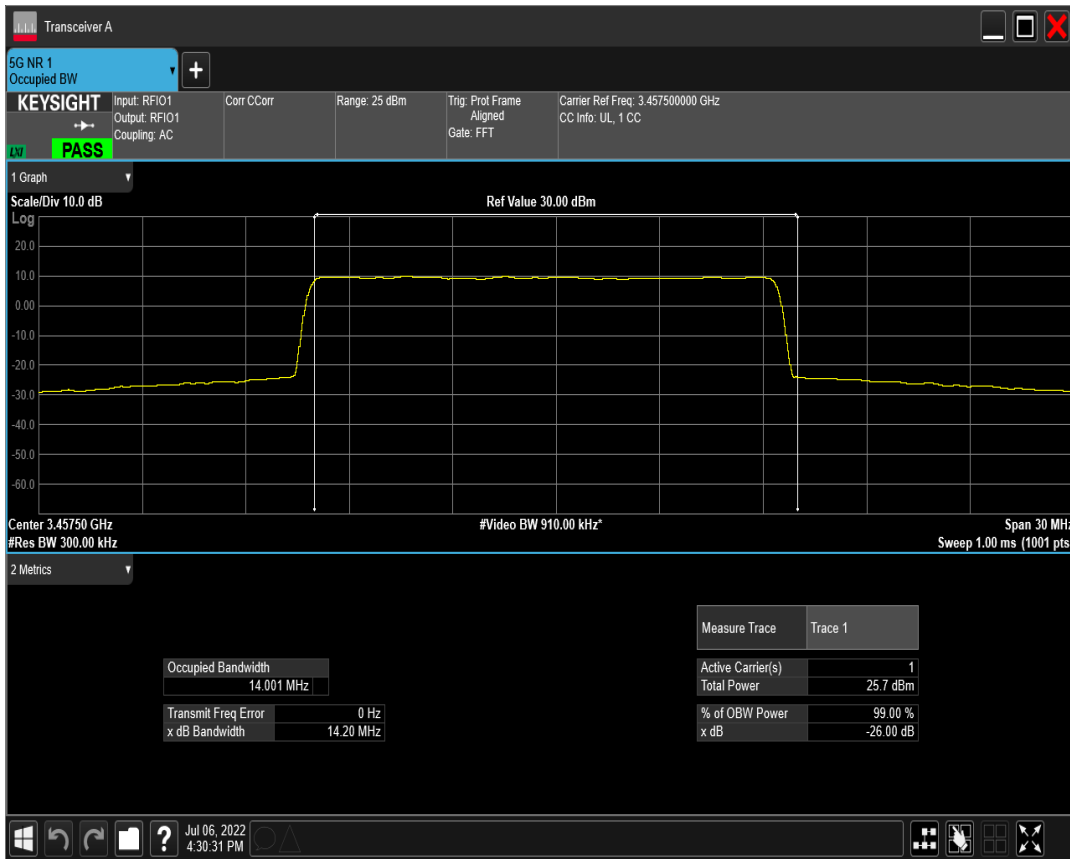 Transceiver A
5G NR 1
Occupied BW
KEYSIGHT
Input: RFIO1
Output: RFIO1
Coupling: AC
Corr CCorr
Range: 25 dBm
Trig: Prot Frame
Aligned
Gate: FFT
Carrier Ref Freq: 3.457500000 GHz
CC Info: UL, 1 CC
LXI
PASS
1 Graph
Scale/Div 10.0 dB
Ref Value 30.00 dBm
Log
20.0
10.0
0.00
-10.0
-20.0
-30.0
-40.0
-50.0
-60.0
Center 3.45750 GHz
#Video BW 910.00 kHz*
Span 30 MHz
#Res BW 300.00 kHz
Sweep 1.00 ms (1001 pts
2 Metrics
Measure Trace Trace 1
Occupied Bandwidth
14.001 MHz
Transmit Freq Error 0 Hz
x dB Bandwidth 14.20 MHz
Active Carrier(s) 1
Total Power 25.7 dBm
% of OBW Power 99.00 %
x dB -26.00 dB
Jul 06, 2022
4:30:31 PM